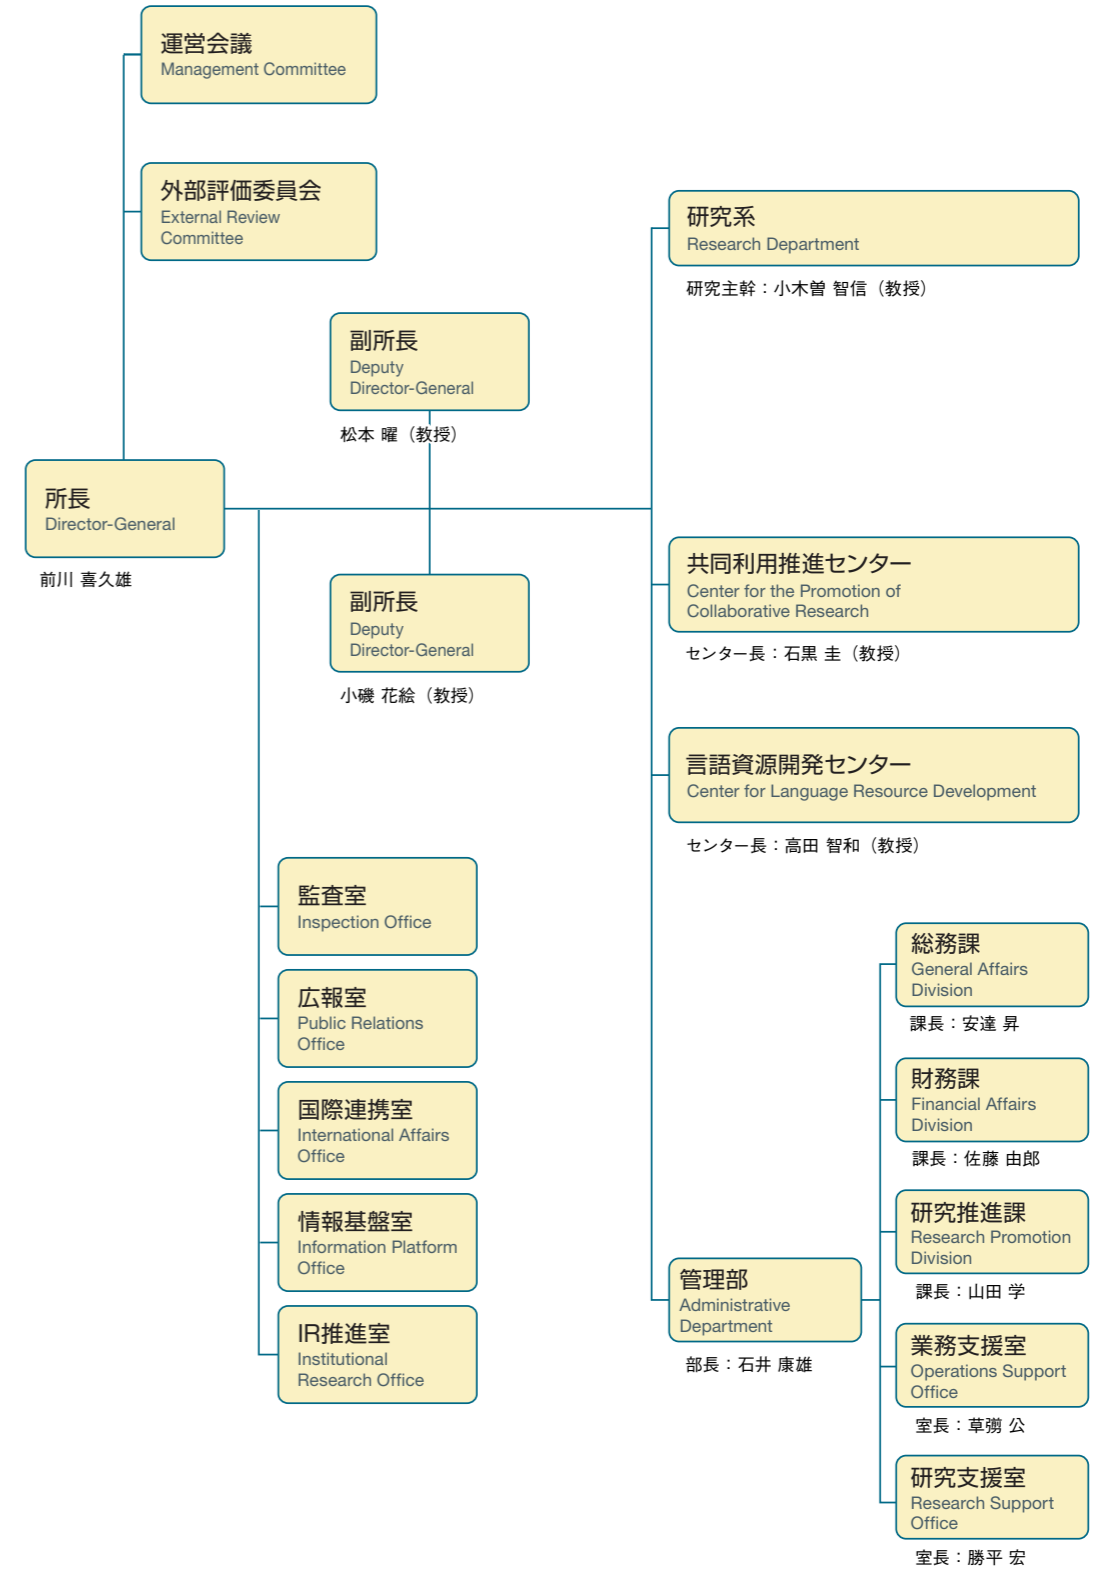 運営会議
Management Committee
外部評価委員会
External Review
Committee
副所長
Deputy
Director-General
松本 曜（教授）
所長
Director-General
前川 喜久雄
副所長
Deputy
Director-General
小磯 花絵（教授）
監査室
Inspection Office
広報室
Public Relations
Office
国際連携室
International Affairs
Office
情報基盤室
Information Platform
Office
IR推進室
Institutional
Research Office
研究系
Research Department
研究主幹：小木曽 智信（教授）
共同利用推進センター
Center for the Promotion of
Collaborative Research
センター長：石黒 圭（教授）
言語資源開発センター
Center for Language Resource Development
センター長：高田 智和（教授）
管理部
Administrative
Department
部長：石井 康雄
総務課
General Affairs
Division
課長：安達 昇
財務課
Financial Affairs
Division
課長：佐藤 由郎
研究推進課
Research Promotion
Division
課長：山田 学
業務支援室
Operations Support
Office
室長：草彅 公
研究支援室
Research Support
Office
室長：勝平 宏